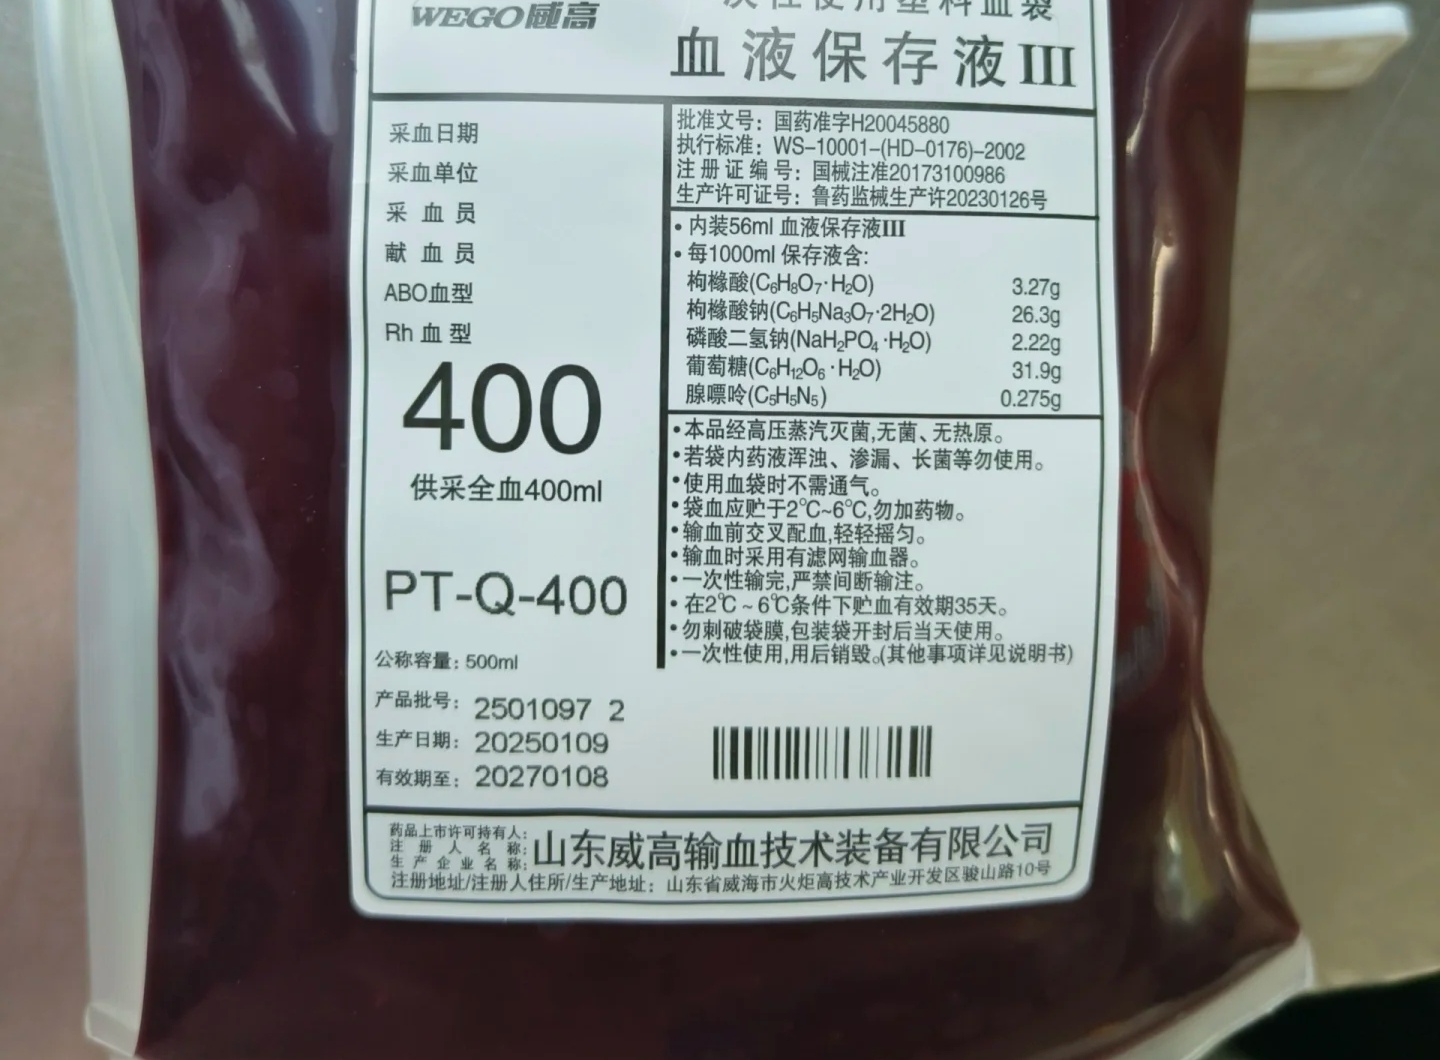 WEGO威高
次性使用塑料血袋
血液保存液III
采血日期
采血单位
采血员
献血员
ABO血型
Rh血型
400
供采全血400ml
PT-Q-400
公称容量：500ml
产品批号：2501097 2
生产日期：20250109
有效期至：20270108
批准文号：国药准字H20045880
执行标准：WS-10001-(HD-0176)-2002
注册证编号：国械注准20173100986
生产许可证号：鲁药监械生产许20230126号
•内装56ml 血液保存液III
•每1000ml 保存液含:
枸橼酸(C₆H₈O₇·H₂O) 3.27g
枸橼酸钠(C₆H₅Na₃O₇·2H₂O) 26.3g
磷酸二氢钠(NaH₂PO₄·H₂O) 2.22g
葡萄糖(C₆H₁₂O₆·H₂O) 31.9g
腺嘌呤(C₅H₅N₅) 0.275g
•本品经高压蒸汽灭菌,无菌、无热原。
•若袋内药液浑浊、渗漏、长菌等勿使用。
•使用血袋时不需通气。
•袋血应贮于2℃~6℃,勿加药物。
•输血前交叉配血,轻轻摇匀。
•输血时采用有滤网输血器。
•一次性输完,严禁间断输注。
•在2℃~6℃条件下贮血有效期35天。
•勿刺破袋膜,包装袋开封后当天使用。
•一次性使用,用后销毁。(其他事项详见说明书)
药品上市许可持有人:
注册人名称:
生产企业名称:
山东威高输血技术装备有限公司
注册地址/注册人住所/生产地址：山东省威海市火炬高技术产业开发区骏山路10号